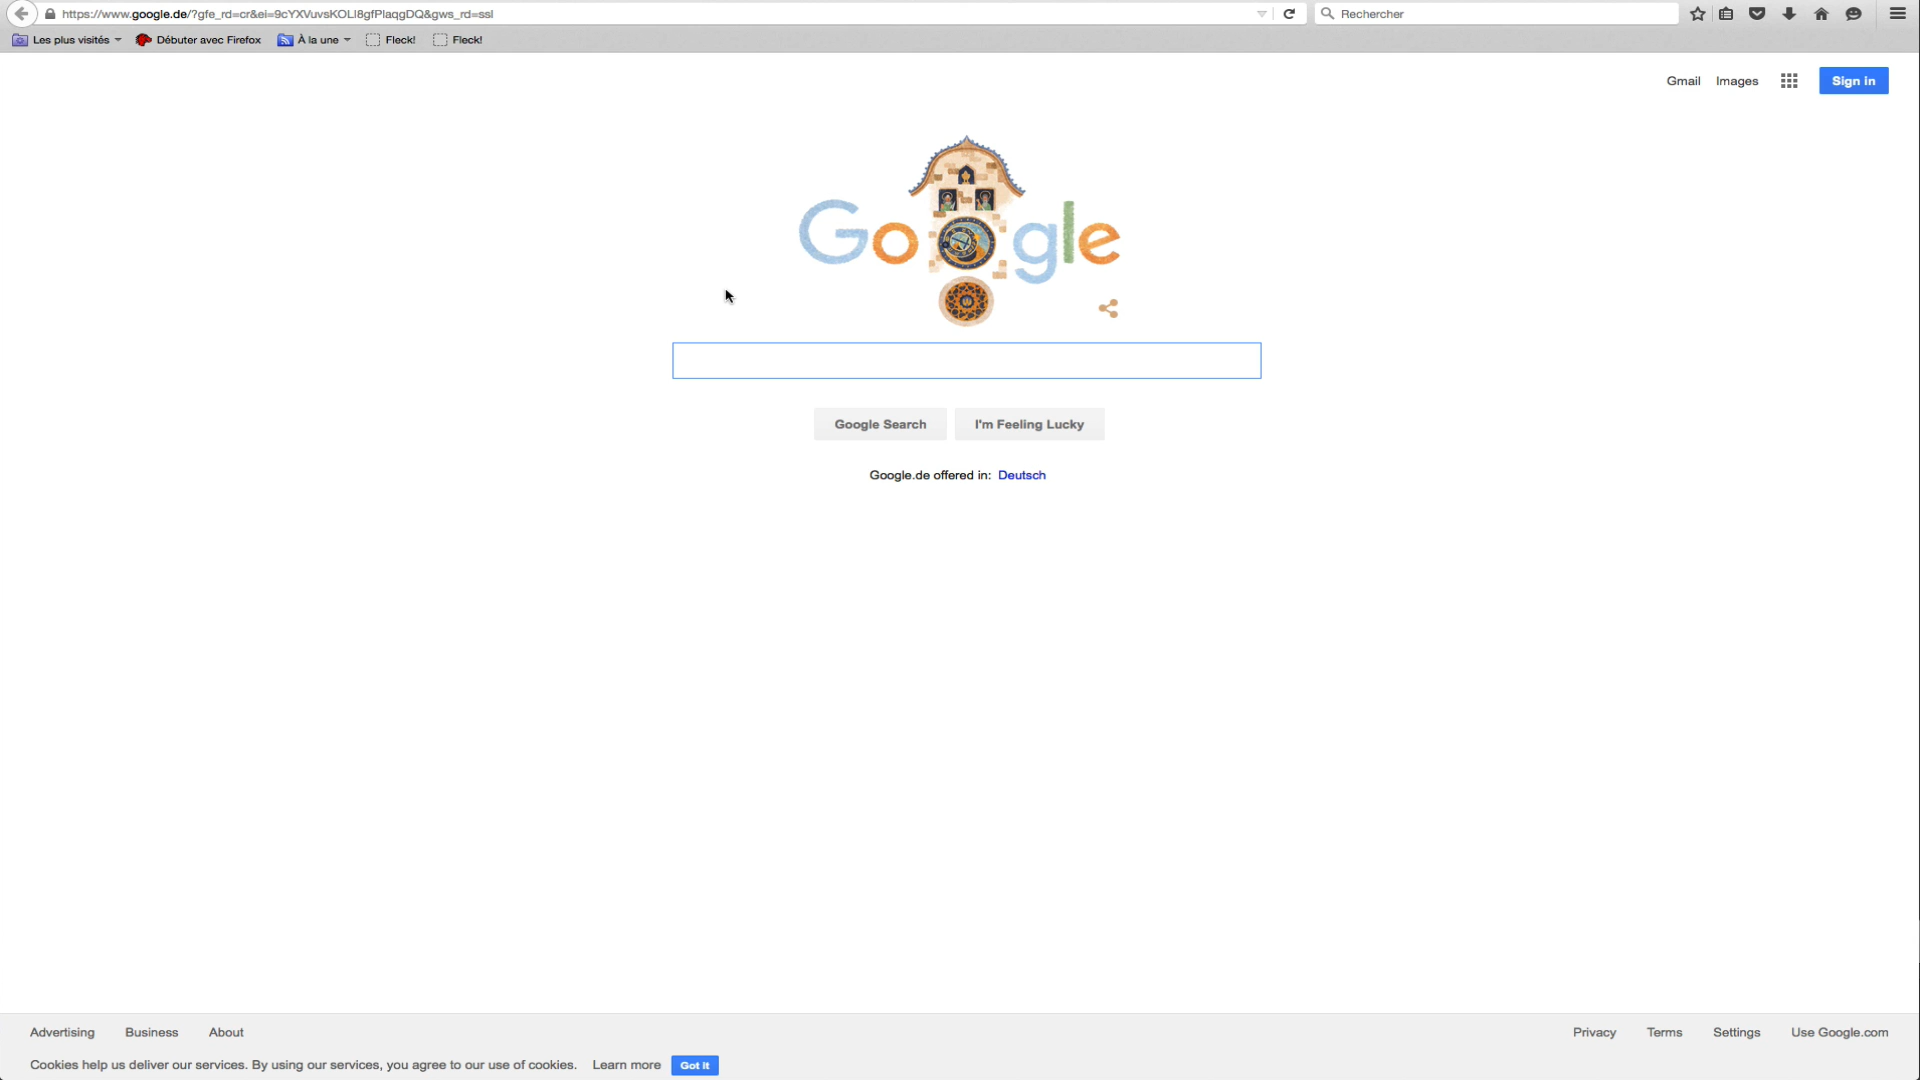 https://www.google.de/?gfe_rd=cr&ei=9cYXVuvsKOLI8gfPlaqgDQ&gws_rd=ssl
Rechercher
Les plus visités
Débuter avec Firefox
À la une
Fleck!
Fleck!
Gmail
Images
Sign in
Google
Google Search
I'm Feeling Lucky
Google.de offered in: Deutsch
Advertising
Business
About
Privacy
Terms
Settings
Use Google.com
Cookies help us deliver our services. By using our services, you agree to our use of cookies.
Learn more
Got it